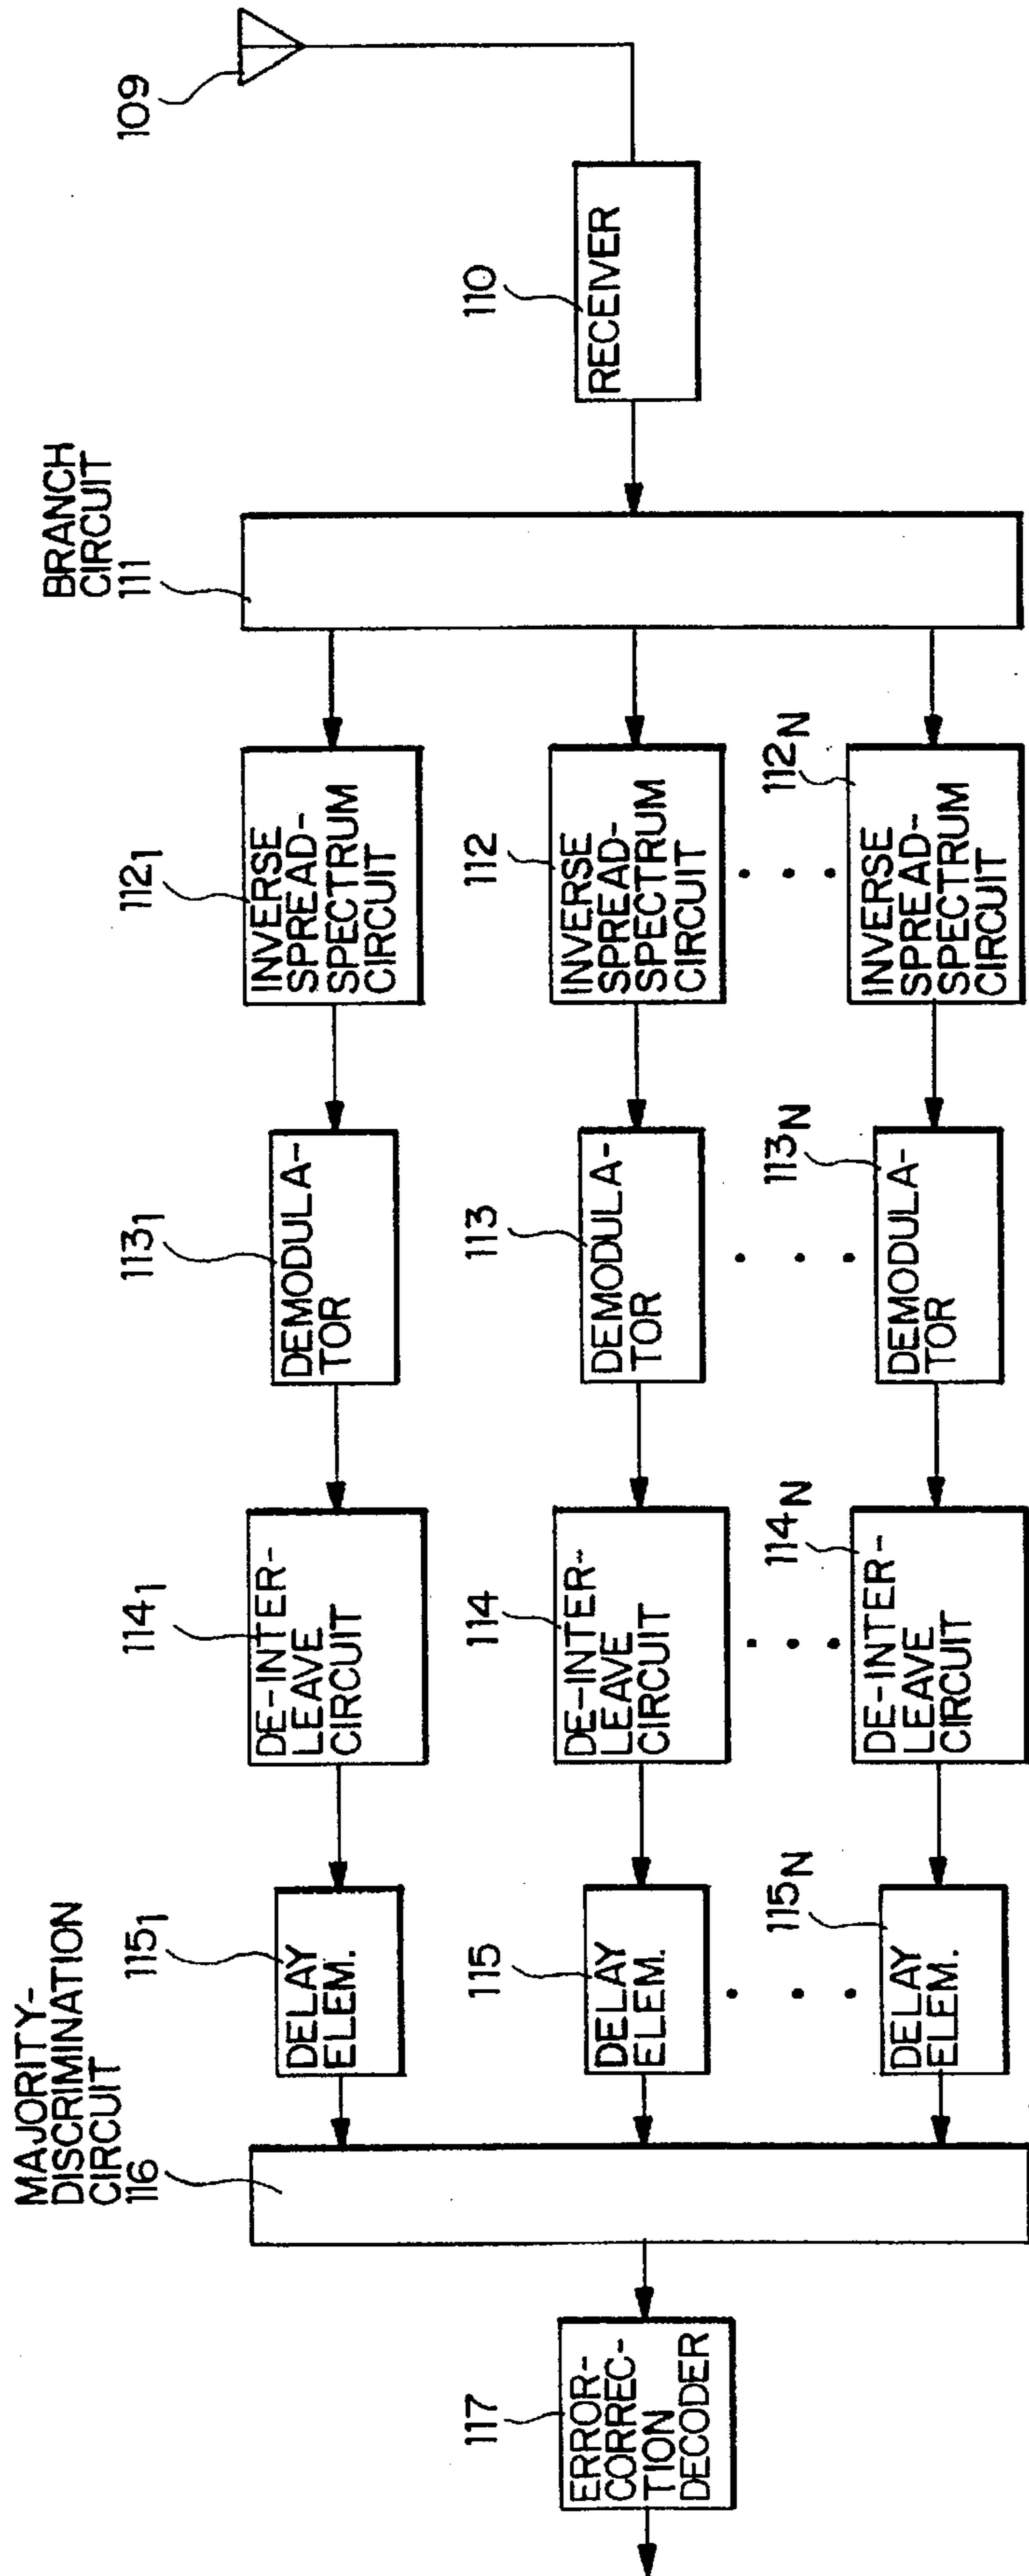 109
110
RECEIVER
BRANCH
CIRCUIT
111
112₁
INVERSE
SPREAD-
SPECTRUM
CIRCUIT
112
INVERSE
SPREAD-
SPECTRUM
CIRCUIT
112N
INVERSE
SPREAD-
SPECTRUM
CIRCUIT
113₁
DEMODULA-
TOR
113
DEMODULA-
TOR
113N
DEMODULA-
TOR
114₁
DE-INTER-
LEAVE
CIRCUIT
114
DE-INTER-
LEAVE
CIRCUIT
114N
DE-INTER-
LEAVE
CIRCUIT
115₁
DELAY
ELEM.
115
DELAY
ELEM.
115N
DELAY
ELEM.
MAJORITY-
DISCRIMINATION
CIRCUIT
116
117
ERROR-
CORREC-
TION
DECODER